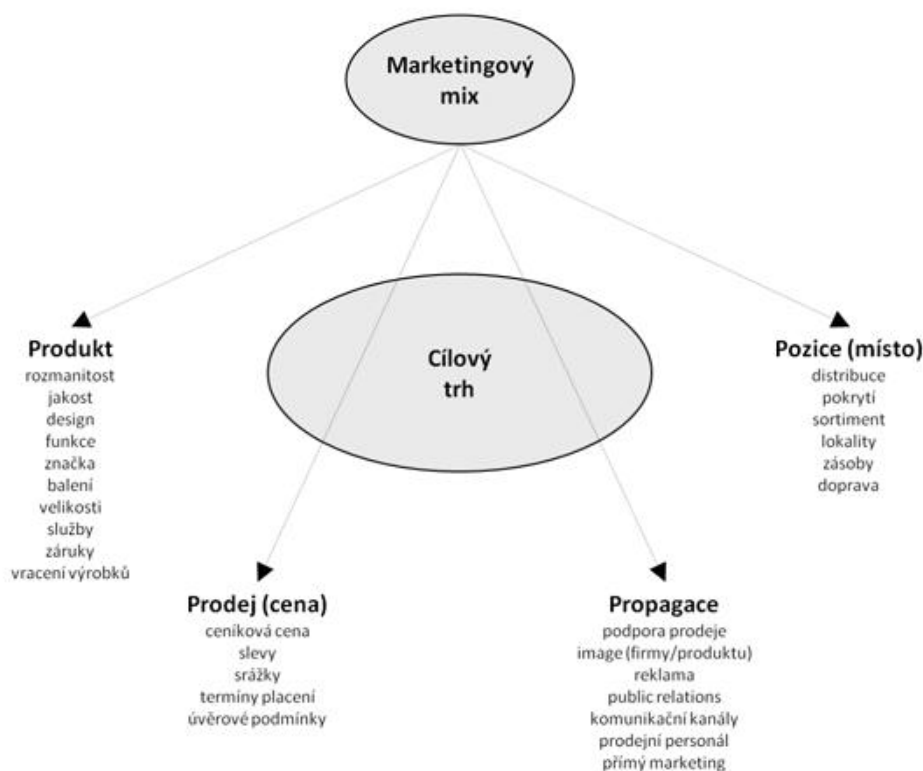 Marketingový
mix
Cílový
trh
Produkt
rozmanitost
jakost
design
funkce
značka
balení
velikosti
služby
záruky
vracení výrobků
Prodej (cena)
ceníková cena
slevy
srážky
termíny placení
úvěrové podmínky
Propagace
podpora prodeje
image (firmy/produktu)
reklama
public relations
komunikační kanály
prodejní personál
přímý marketing
Pozice (místo)
distribuce
pokrytí
sortiment
lokality
zásoby
doprava